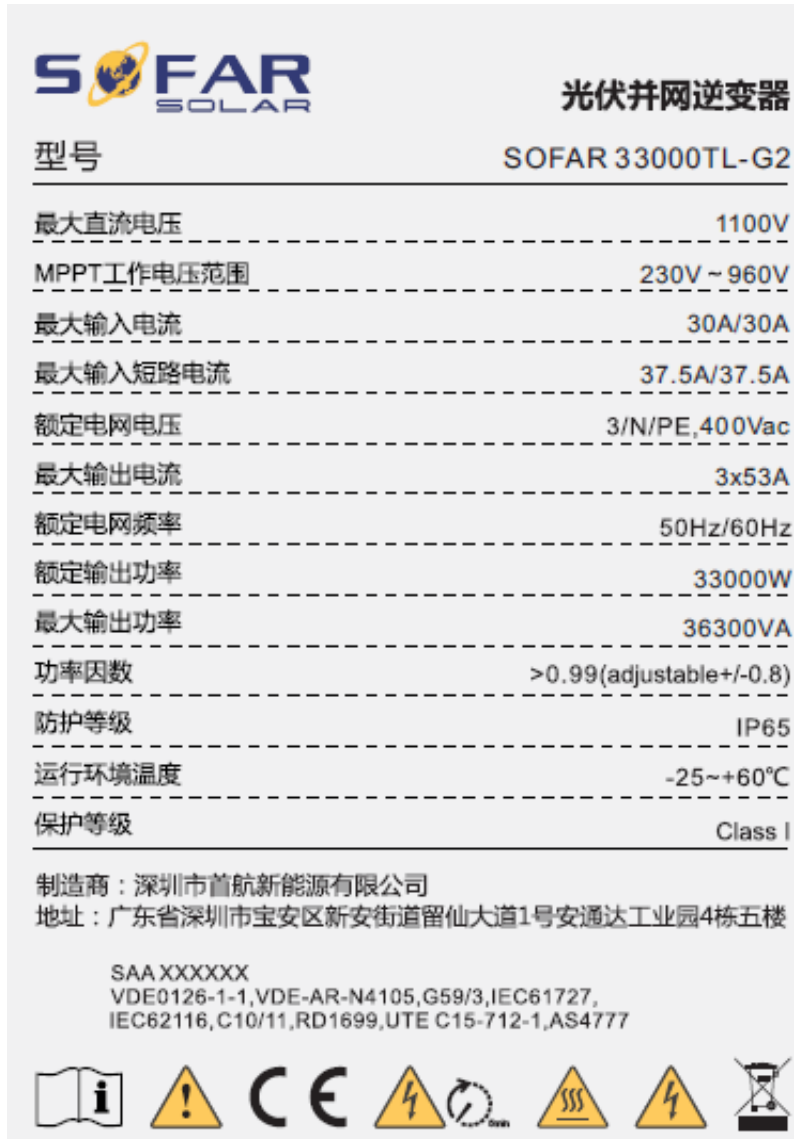 SOFAR
SOLAR
光伏并网逆变器
型号 SOFAR 33000TL-G2
最大直流电压 1100V
MPPT工作电压范围 230V~960V
最大输入电流 30A/30A
最大输入短路电流 37.5A/37.5A
额定电网电压 3/N/PE,400Vac
最大输出电流 3x53A
额定电网频率 50Hz/60Hz
额定输出功率 33000W
最大输出功率 36300VA
功率因数 >0.99(adjustable+/-0.8)
防护等级 IP65
运行环境温度 -25~+60℃
保护等级 Class I
制造商：深圳市首航新能源有限公司
地址：广东省深圳市宝安区新安街道留仙大道1号安通达工业园4栋五楼
SAA XXXXXX
VDE0126-1-1,VDE-AR-N4105,G59/3,IEC61727,
IEC62116,C10/11,RD1699,UTE C15-712-1,AS4777
CE